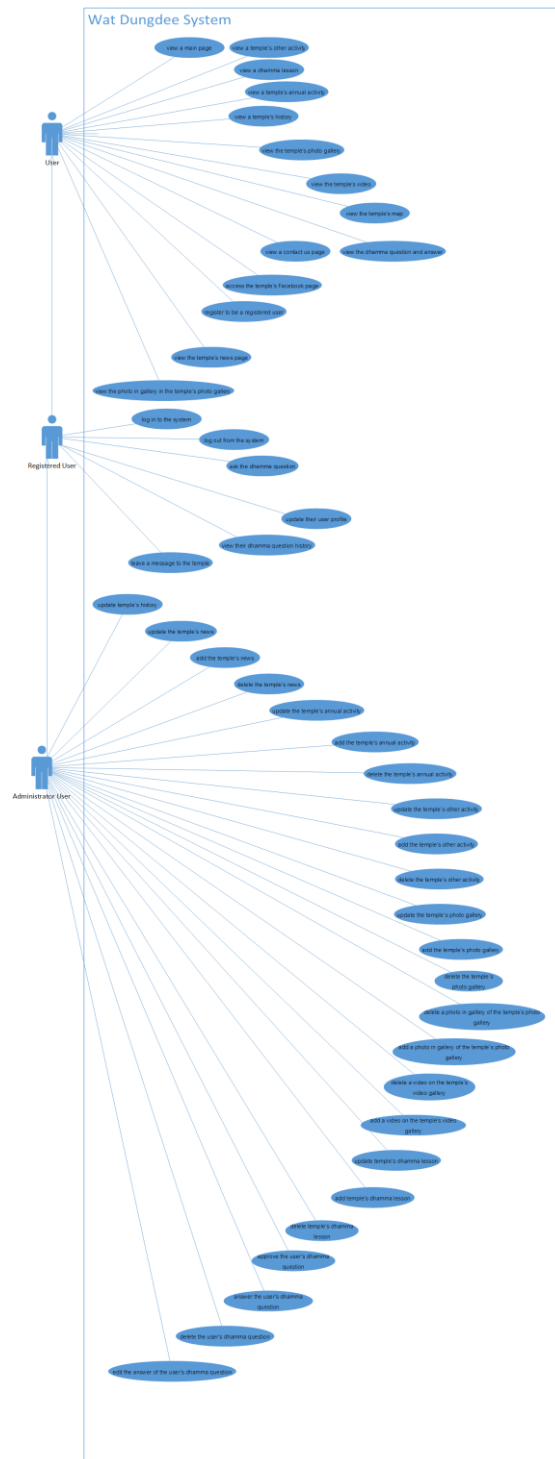 Wat Dungdee System
view a main page
view a temple's other activity
view a dhamma lesson
view a temple's annual activity
view a temple's history
view the temple's photo gallery
view the temple's video
view the temple's map
view a contact us page
view the dhamma question and answer
access the temple's Facebook page
register to be a registered user
view the temple's news page
view the photo in gallery in the temple's photo gallery
User
log in to the system
log out from the system
ask the dhamma question
update their user profile
view their dhamma question history
leave a message to the temple
Registered User
update temple's history
update the temple's news
add the temple's news
delete the temple's news
update the temple's annual activity
add the temple's annual activity
delete the temple's annual activity
update the temple's other activity
add the temple's other activity
delete the temple's other activity
update the temple's photo gallery
add the temple's photo gallery
delete the temple's
photo gallery
delete a photo in gallery of the temple's photo
gallery
add a photo in gallery of the temple's photo
gallery
delete a video on the temple's
video gallery
add a video on the temple's video
gallery
update temple's dhamma lesson
add temple's dhamma lesson
delete temple's dhamma
lesson
approve the user's dhamma
question
answer the user's dhamma
question
delete the user's dhamma question
edit the answer of the user's dhamma question
Administrator User